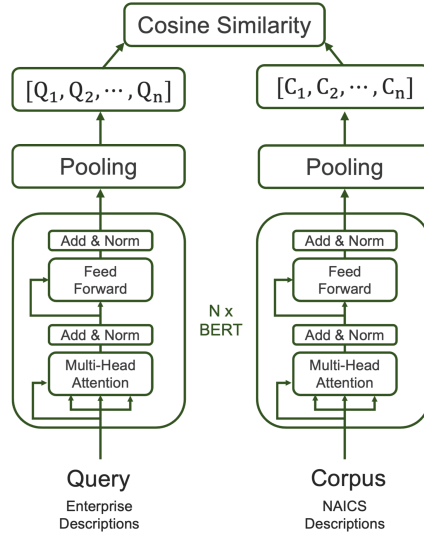 Cosine Similarity
[Q₁, Q₂, ⋯, Qₙ]
[C₁, C₂, ⋯, Cₙ]
Pooling
Pooling
Add & Norm
Feed
Forward
Add & Norm
Multi-Head
Attention
N x
BERT
Add & Norm
Feed
Forward
Add & Norm
Multi-Head
Attention
Query
Enterprise
Descriptions
Corpus
NAICS
Descriptions